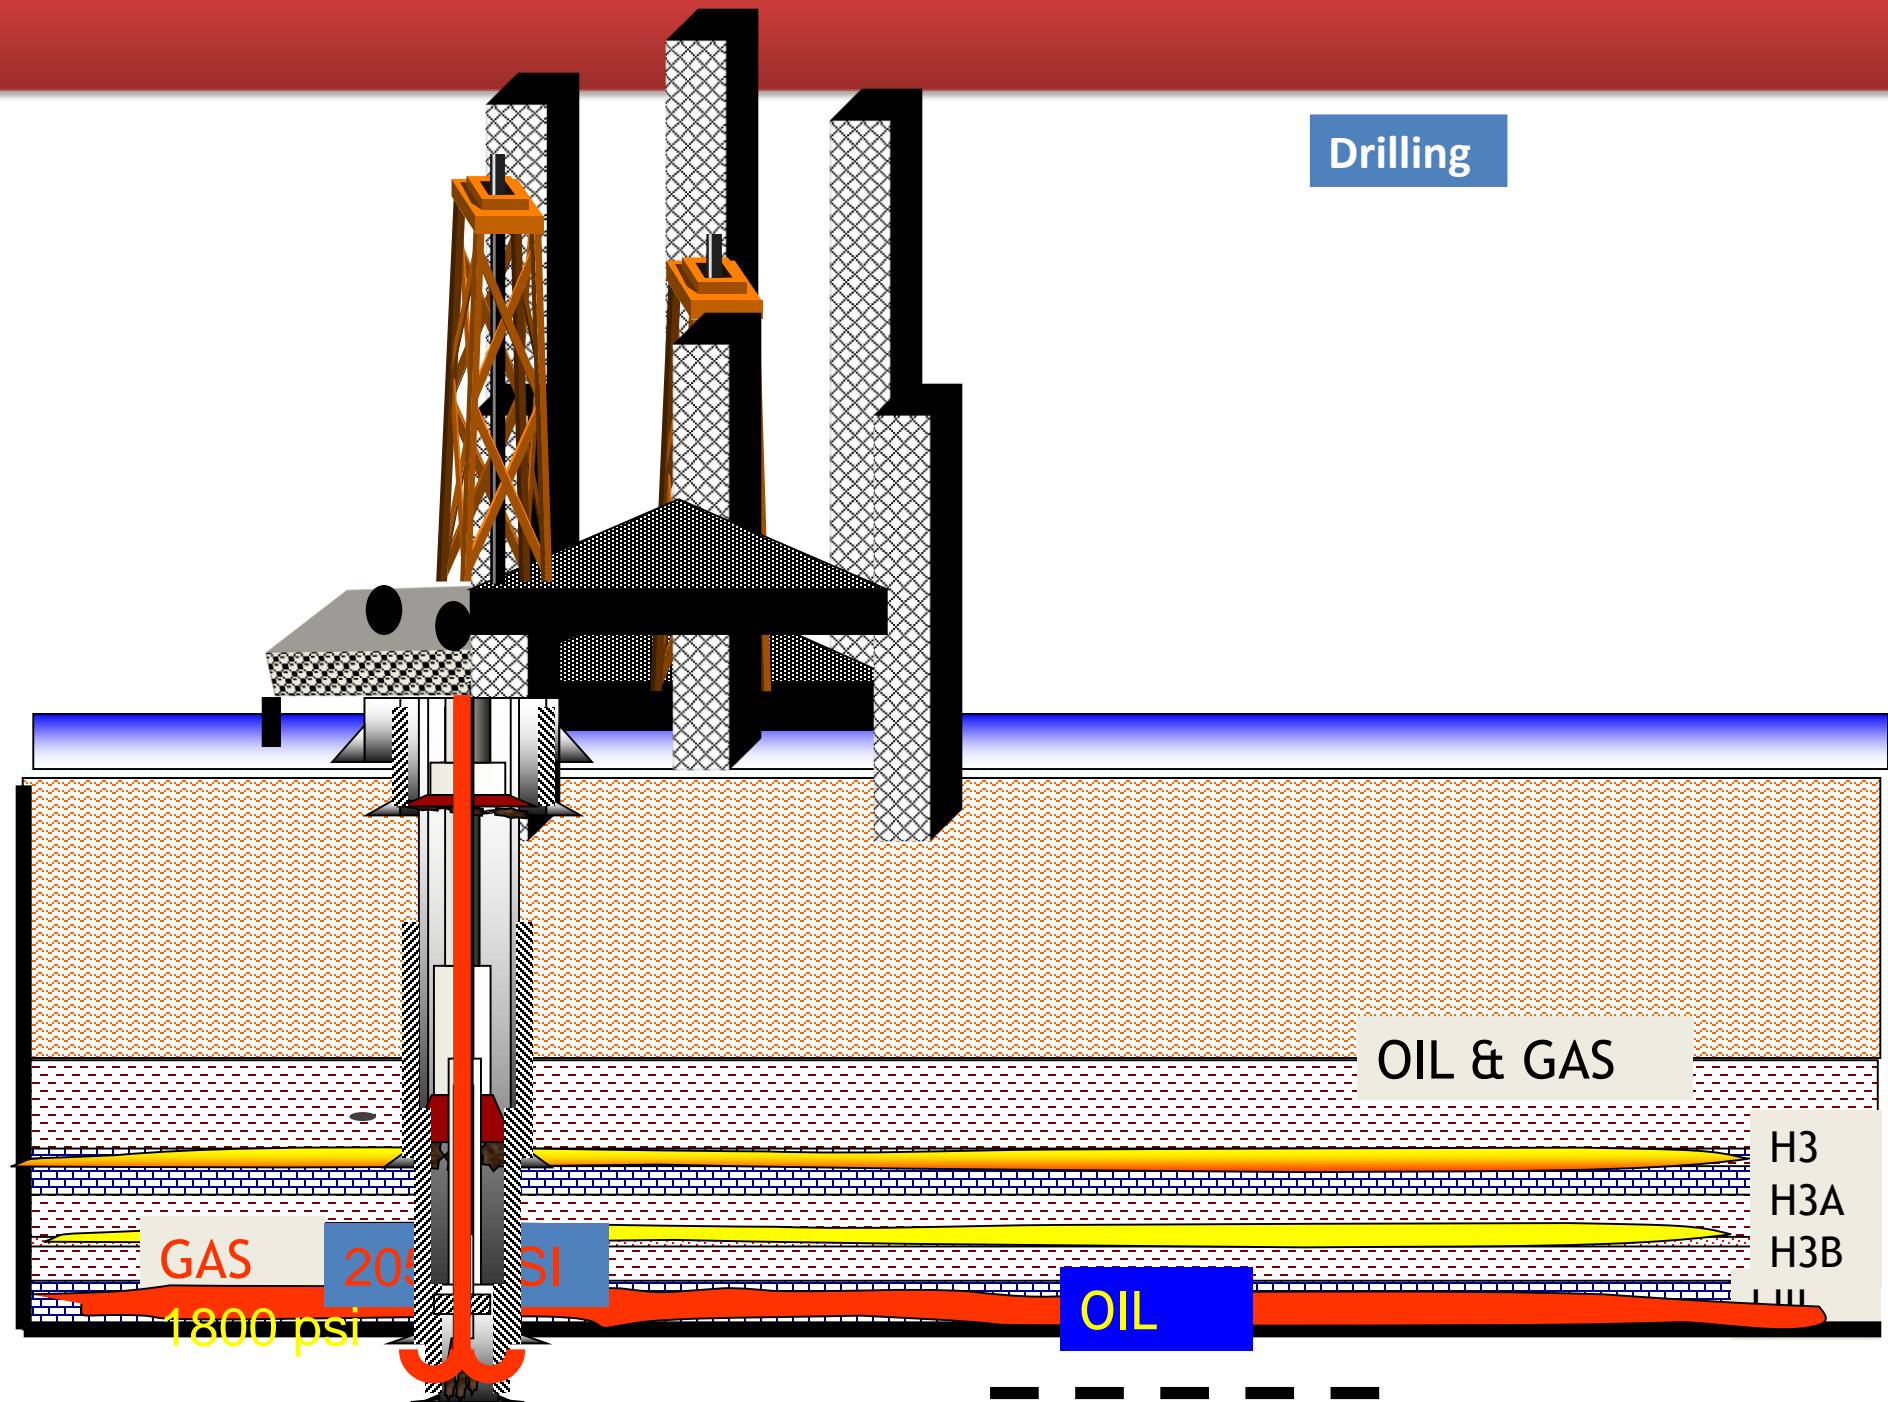 Drilling
OIL & GAS
H3
H3A
H3B
GAS
OIL
1800 psi